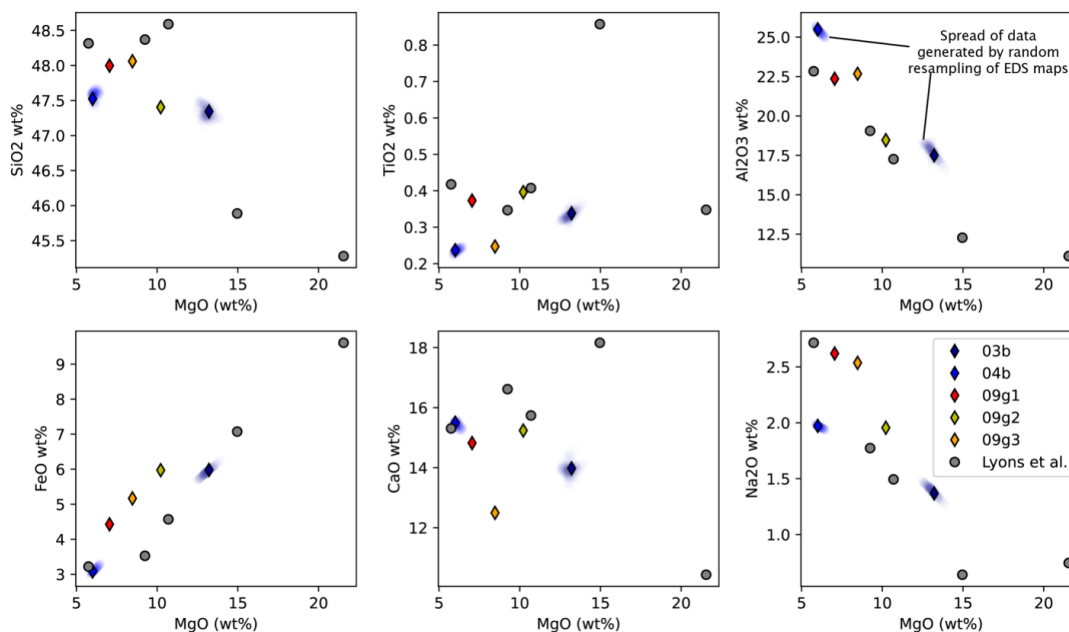 48.5
48.0
47.5
47.0
46.5
46.0
45.5
SiO2 wt%
5
10
15
20
MgO (wt%)
0.8
0.7
0.6
0.5
0.4
0.3
0.2
TiO2 wt%
5
10
15
20
MgO (wt%)
25.0
22.5
20.0
17.5
15.0
12.5
Al2O3 wt%
Spread of data
generated by random
resampling of EDS maps
5
10
15
20
MgO (wt%)
9
8
7
6
5
4
3
FeO wt%
5
10
15
20
MgO (wt%)
18
16
14
12
CaO wt%
5
10
15
20
MgO (wt%)
2.5
2.0
1.5
1.0
Na2O wt%
03b
04b
09g1
09g2
09g3
Lyons et al.
5
10
15
20
MgO (wt%)